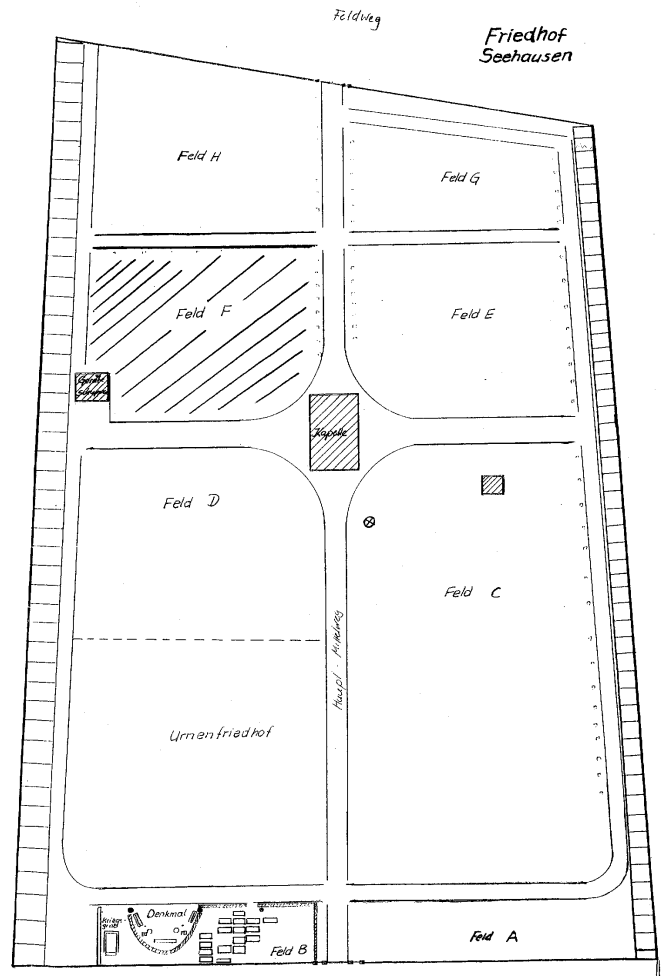 Feldweg
Friedhof
Seehausen
Feld H
Feld G
Feld F
Feld E
Kapelle
Feld D
Feld C
Haupt - Mittelweg
Urnenfriedhof
Denkmal
Feld B
Feld A